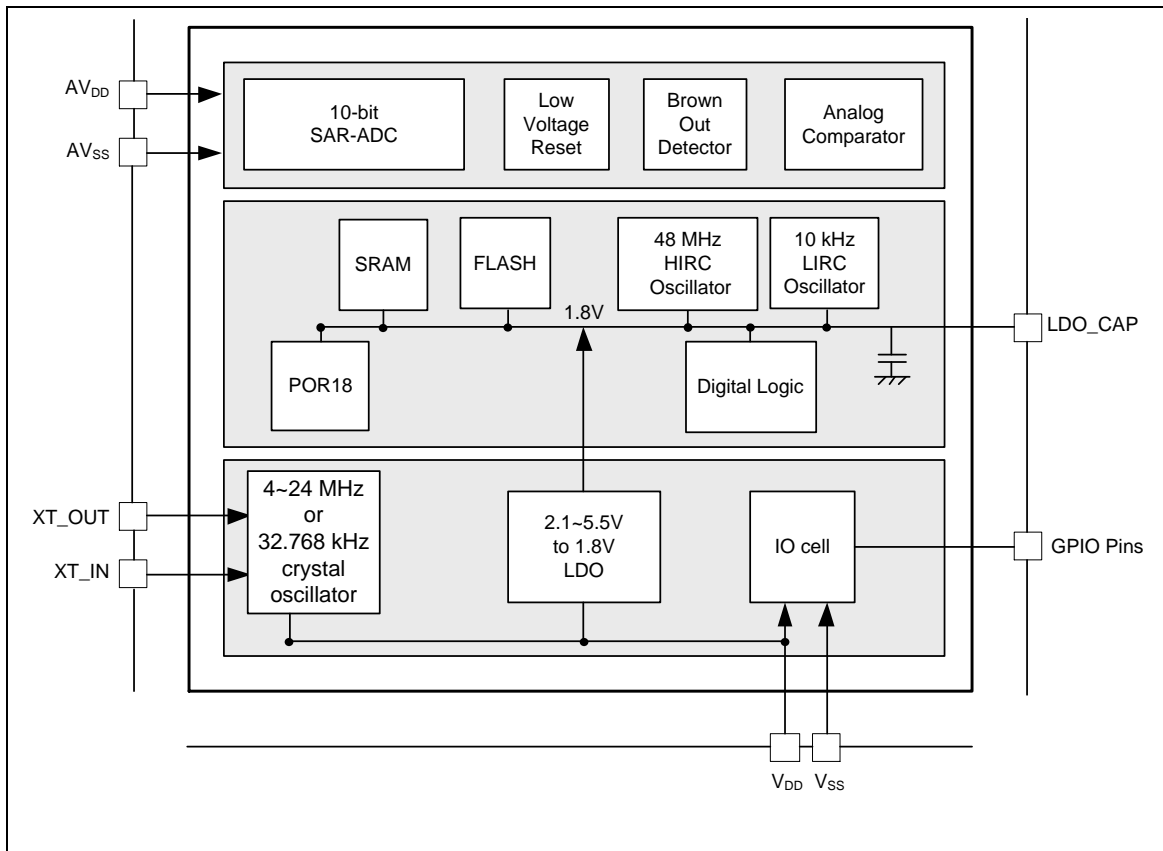 AVDD
AVSS
10-bit
SAR-ADC
Low
Voltage
Reset
Brown
Out
Detector
Analog
Comparator
SRAM
FLASH
48 MHz
HIRC
Oscillator
10 kHz
LIRC
Oscillator
1.8V
LDO_CAP
POR18
Digital Logic
XT_OUT
XT_IN
4~24 MHz
or
32.768 kHz
crystal
oscillator
2.1~5.5V
to 1.8V
LDO
IO cell
GPIO Pins
VDD
VSS